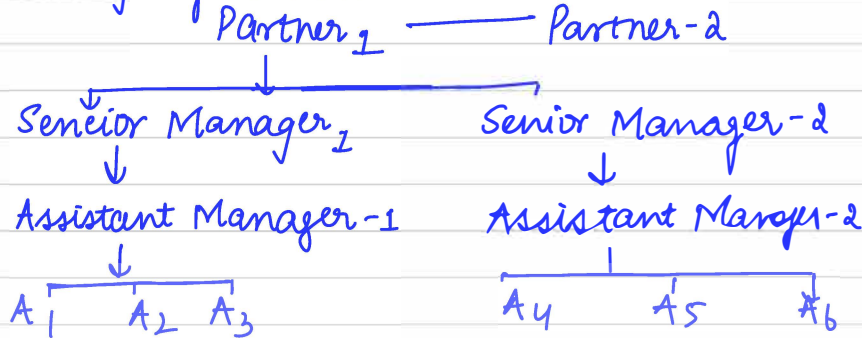 Partner 1 Partner-2
Seneior Manager 1 Senior Manager-2
Assistant Manager-1 Assistant Manager-2
A1 A2 A3 A4 A5 A6